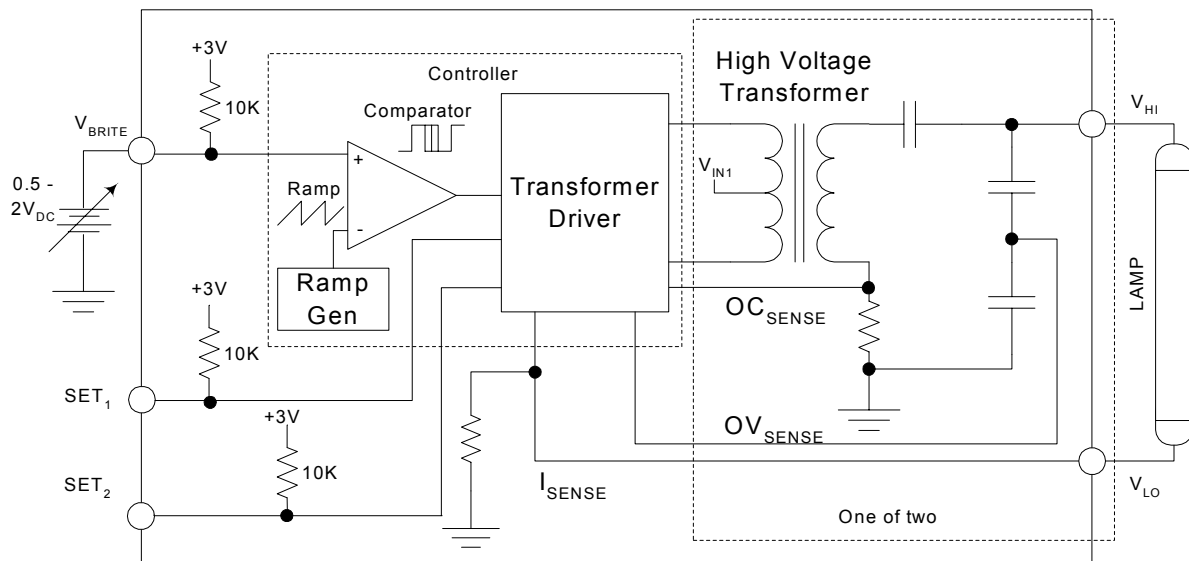 +3V
10K
V_BRITE
0.5 -
2V_DC
Controller
Comparator
+
-
Ramp
Ramp
Gen
Transformer
Driver
High Voltage
Transformer
V_IN1
V_HI
LAMP
+3V
10K
SET_1
OC_SENSE
OV_SENSE
+3V
10K
SET_2
I_SENSE
V_LO
One of two